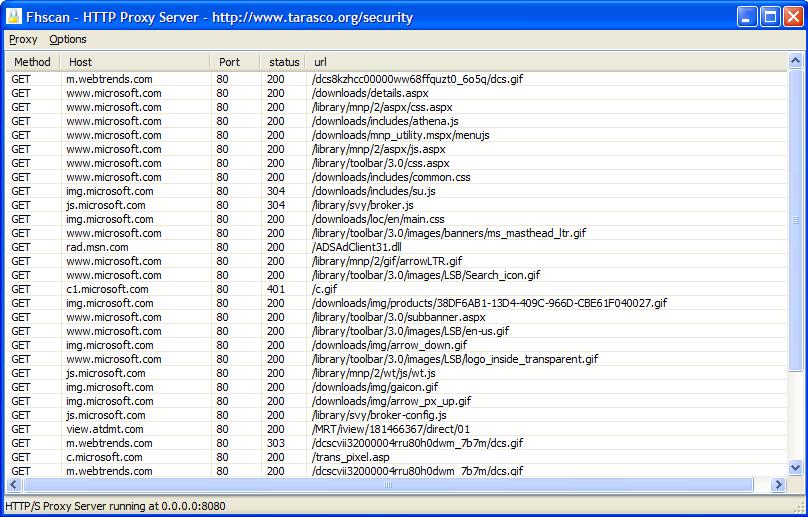 Fhscan - HTTP Proxy Server - http://www.tarasco.org/security
Proxy Options
Method Host Port status url
GET m.webtrends.com 80 200 /dcs8kzhcc00000ww68ffquzt0_6o5q/dcs.gif
GET www.microsoft.com 80 200 /downloads/details.aspx
GET www.microsoft.com 80 200 /library/mnp/2/aspx/css.aspx
GET www.microsoft.com 80 200 /downloads/includes/athena.js
GET www.microsoft.com 80 200 /downloads/mnp_utility.mspx/menujs
GET www.microsoft.com 80 200 /library/mnp/2/aspx/js.aspx
GET www.microsoft.com 80 200 /library/toolbar/3.0/css.aspx
GET www.microsoft.com 80 200 /downloads/includes/common.css
GET img.microsoft.com 80 304 /downloads/includes/su.js
GET js.microsoft.com 80 304 /library/svy/broker.js
GET img.microsoft.com 80 200 /downloads/loc/en/main.css
GET www.microsoft.com 80 200 /library/toolbar/3.0/images/banners/ms_masthead_ltr.gif
GET rad.msn.com 80 200 /ADSAdClient31.dll
GET www.microsoft.com 80 200 /library/mnp/2/gif/arrowLTR.gif
GET www.microsoft.com 80 200 /library/toolbar/3.0/images/LSB/Search_icon.gif
GET c1.microsoft.com 80 401 /c.gif
GET img.microsoft.com 80 200 /downloads/img/products/38DF6AB1-13D4-409C-966D-CBE61F040027.gif
GET www.microsoft.com 80 200 /library/toolbar/3.0/subbanner.aspx
GET www.microsoft.com 80 200 /library/toolbar/3.0/images/LSB/en-us.gif
GET img.microsoft.com 80 200 /downloads/img/arrow_down.gif
GET www.microsoft.com 80 200 /library/toolbar/3.0/images/LSB/logo_inside_transparent.gif
GET js.microsoft.com 80 200 /library/mnp/2/wt/js/wt.js
GET img.microsoft.com 80 200 /downloads/img/gaicon.gif
GET img.microsoft.com 80 200 /downloads/img/arrow_px_up.gif
GET js.microsoft.com 80 200 /library/svy/broker-config.js
GET view.atdmt.com 80 200 /MRT/iview/181466367/direct/01
GET m.webtrends.com 80 303 /dcscvii32000004rru80h0dwm_7b7m/dcs.gif
GET c.microsoft.com 80 200 /trans_pixel.asp
GET m.webtrends.com 80 200 /dcscvii32000004rru80h0dwm_7b7m/dcs.gif
HTTP/S Proxy Server running at 0.0.0.0:8080